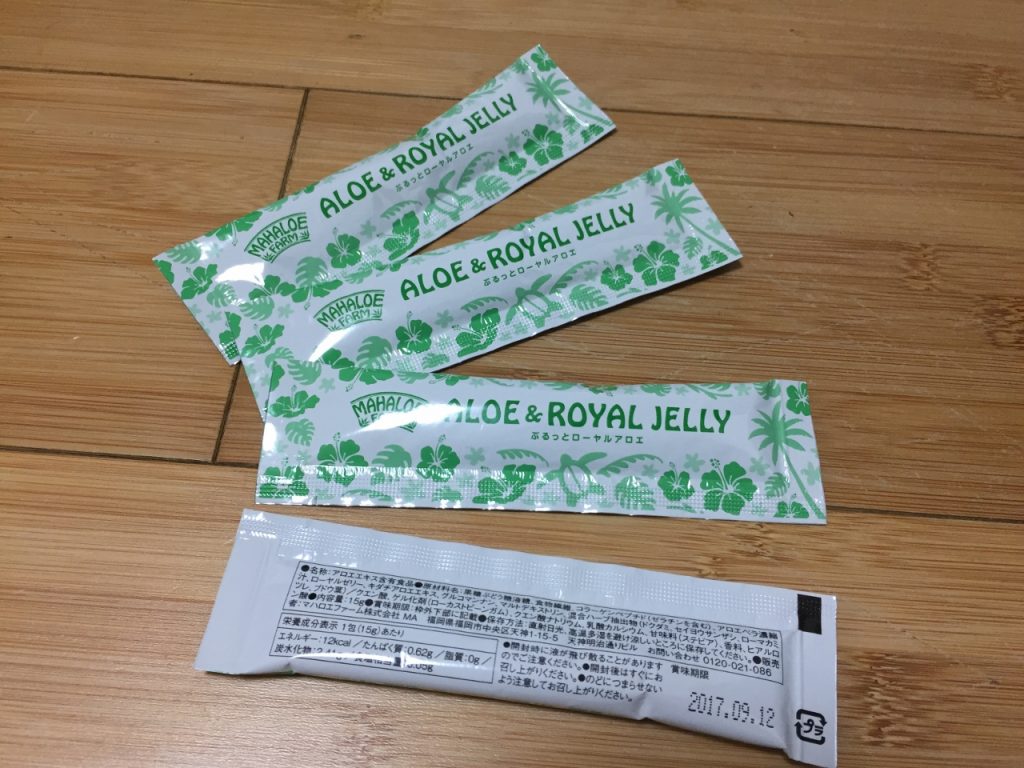 MAHALOE
FARM
ALOE & ROYAL JELLY
ぷるっとローヤルアロエ
MAHALOE
FARM
ALOE & ROYAL JELLY
ぷるっとローヤルアロエ
MAHALOE
FARM
ALOE & ROYAL JELLY
ぷるっとローヤルアロエ
●名称:アロエエキス含有食品●原材料名:果糖ぶどう糖液糖、食物繊維、コラーゲンペプチド(ゼラチンを含む)、アロエベラ濃縮
汁、ローヤルゼリー、キダチアロエエキス、グルコマンナン、マルトデキストリン、混合ハーブ抽出物(ドクダミ、セイヨウサンザシ、ローマカミ
ツレ、ブドウ葉)/クエン酸、ゲル化剤(ローカストビーンガム)、クエン酸ナトリウム、乳酸カルシウム、甘味料(ステビア)、香料、ヒアルロ
ン酸●内容量:15g●賞味期限:枠外下部に記載●保存方法:直射日光、高温多湿を避け涼しいところに保存してください。●販売
者:マハロエファーム株式会社 MA 福岡県福岡市中央区天神1-15-5 天神明治通りビル お問い合わせ 0120-021-086
栄養成分表示 1包(15g)あたり
エネルギー:12kcal/たんぱく質:0.62g/脂質:0g/
炭水化物:2.41g/食塩相当量:0.05g
●開封時に液が飛び散ることがあります
のでご注意ください。●開封後はすぐにお
召し上がりください。●のどにつまらせない
よう注意してお召し上がりください。
賞味期限
2017.09.12
プラ